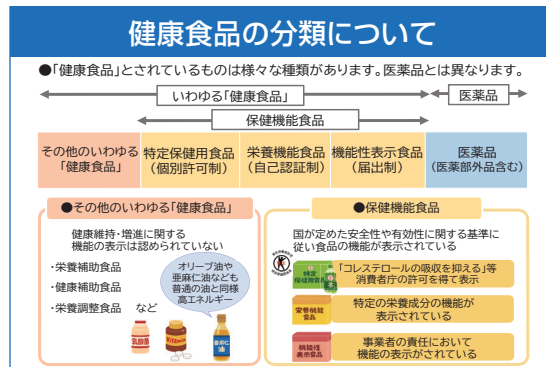 健康食品の分類について
●「健康食品」とされているものは様々な種類があります。医薬品とは異なります。
いわゆる「健康食品」
医薬品
保健機能食品
その他のいわゆる
「健康食品」
特定保健用食品
(個別許可制)
栄養機能食品
(自己認証制)
機能性表示食品
(届出制)
医薬品
(医薬部外品含む)
●その他のいわゆる「健康食品」
健康維持・増進に関する
機能の表示は認められていない
・栄養補助食品
・健康補助食品
・栄養調整食品 など
オリーブ油や
亜麻仁油なども
普通の油と同様
高エネルギー
乳酸菌
Vitamin
亜麻仁
油
●保健機能食品
国が定めた安全性や有効性に関する基準に
従い食品の機能が表示されている
特定
保健用食品
「コレステロールの吸収を抑える」等
消費者庁の許可を得て表示
栄養機能
食品
特定の栄養成分の機能が
表示されている
機能性
表示食品
事業者の責任において
機能の表示がされている